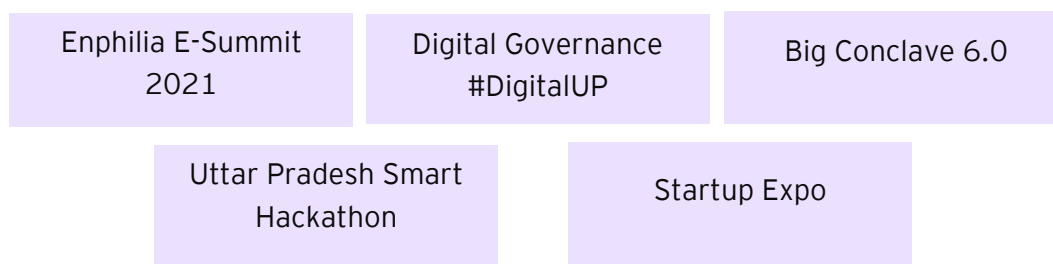 Enphilia E-Summit
2021
Digital Governance
#DigitalUP
Big Conclave 6.0
Uttar Pradesh Smart
Hackathon
Startup Expo